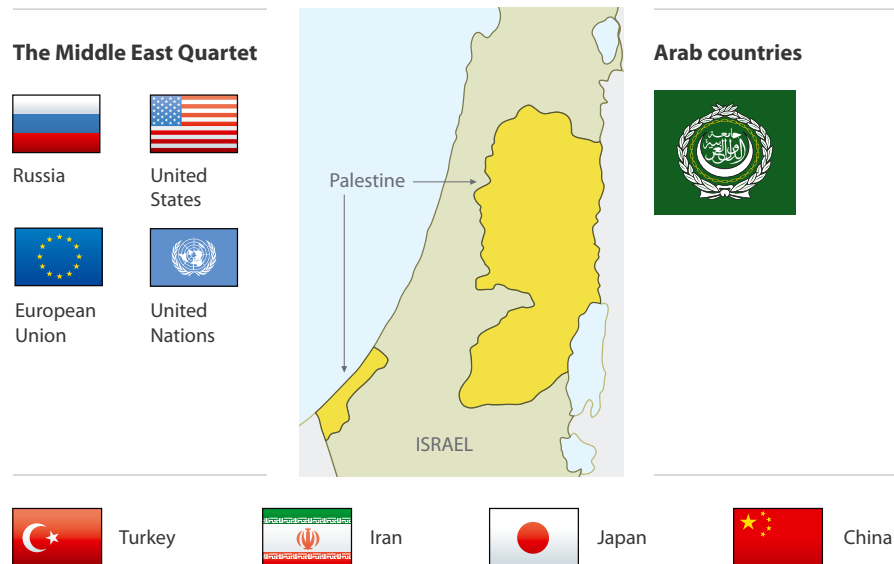 The Middle East Quartet
Russia
United
States
European
Union
United
Nations
Palestine
ISRAEL
Arab countries
Turkey
Iran
Japan
China